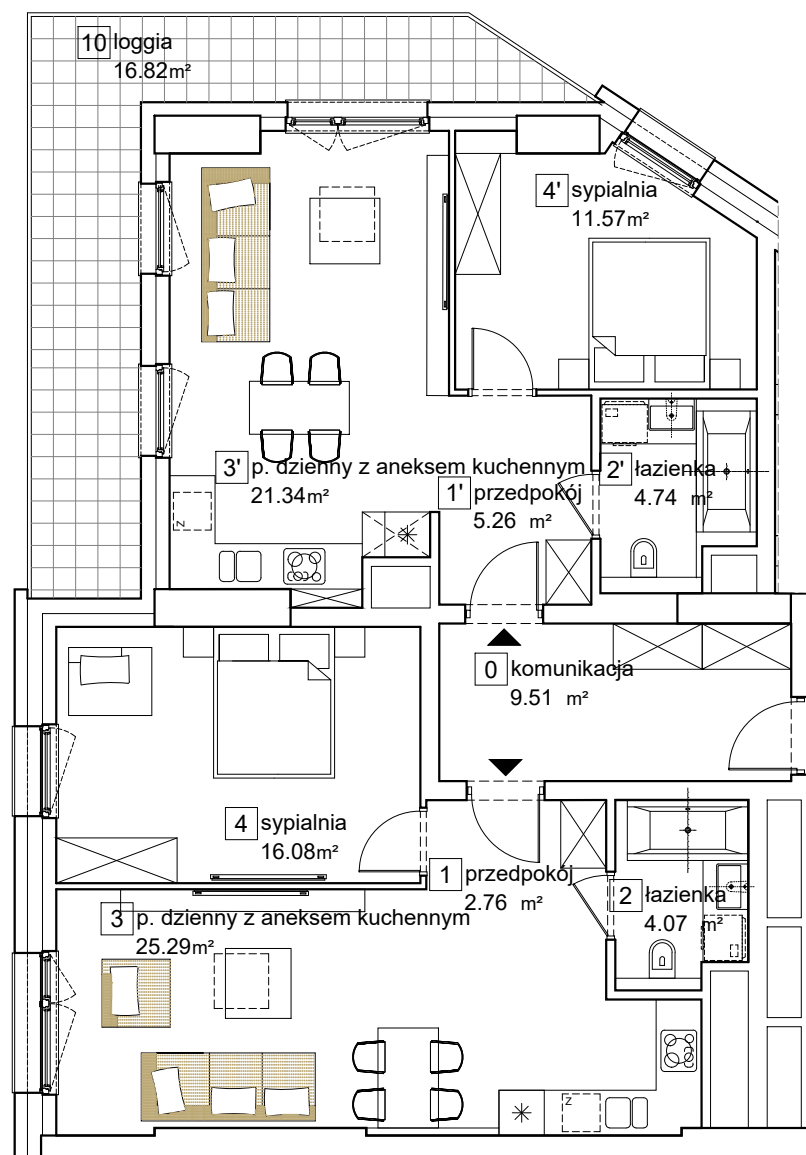 10 loggia
16.82m²
4' sypialnia
11.57m²
3' p. dzienny z aneksem kuchennym
21.34m²
1' przedpokój
5.26 m²
2' łazienka
4.74 m²
z
0 komunikacja
9.51 m²
4 sypialnia
16.08m²
1 przedpokój
2.76 m²
2 łazienka
4.07 m²
3 p. dzienny z aneksem kuchennym
25.29m²
z